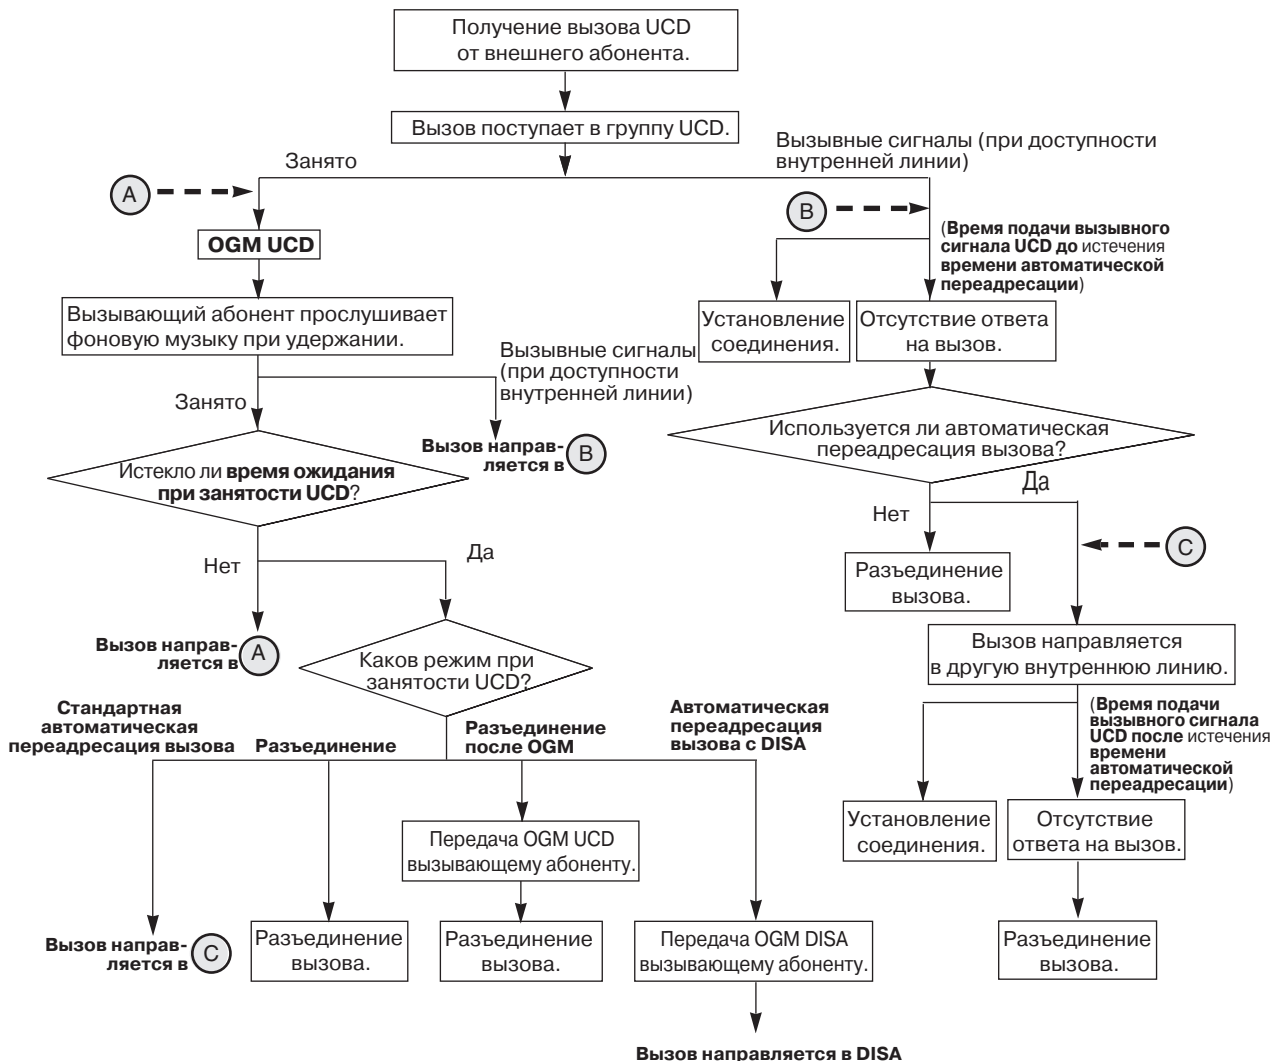 Получение вызова UCD
от внешнего абонента.
Вызов поступает в группу UCD.
Занято
Вызывные сигналы (при доступности
внутренней линии)
A
B
OGM UCD
(Время подачи вызывного
сигнала UCD до истечения
времени автоматической
переадресации)
Вызывающий абонент прослушивает
фоновую музыку при удержании.
Установление
соединения.
Отсутствие ответа
на вызов.
Вызывные сигналы
(при доступности
внутренней линии)
Занято
Вызов направ-
ляется в
B
Используется ли автоматическая
переадресация вызова?
Истекло ли время ожидания
при занятости UCD?
Да
Нет
C
Нет
Да
Разъединение
вызова.
Вызов направ-
ляется в
A
Каков режим при
занятости UCD?
Вызов направляется
в другую внутреннюю линию.
Стандартная
автоматическая
переадресация вызова
Разъединение
Разъединение
после OGM
Автоматическая
переадресация
вызова с DISA
(Время подачи
вызывного сигнала
UCD после истечения
времени
автоматической
переадресации)
Передача OGM UCD
вызывающему абоненту.
Установление
соединения.
Отсутствие
ответа на вызов.
Вызов направ-
ляется в
C
Разъединение
вызова.
Разъединение
вызова.
Передача OGM DISA
вызывающему абоненту.
Разъединение
вызова.
Вызов направляется в DISA